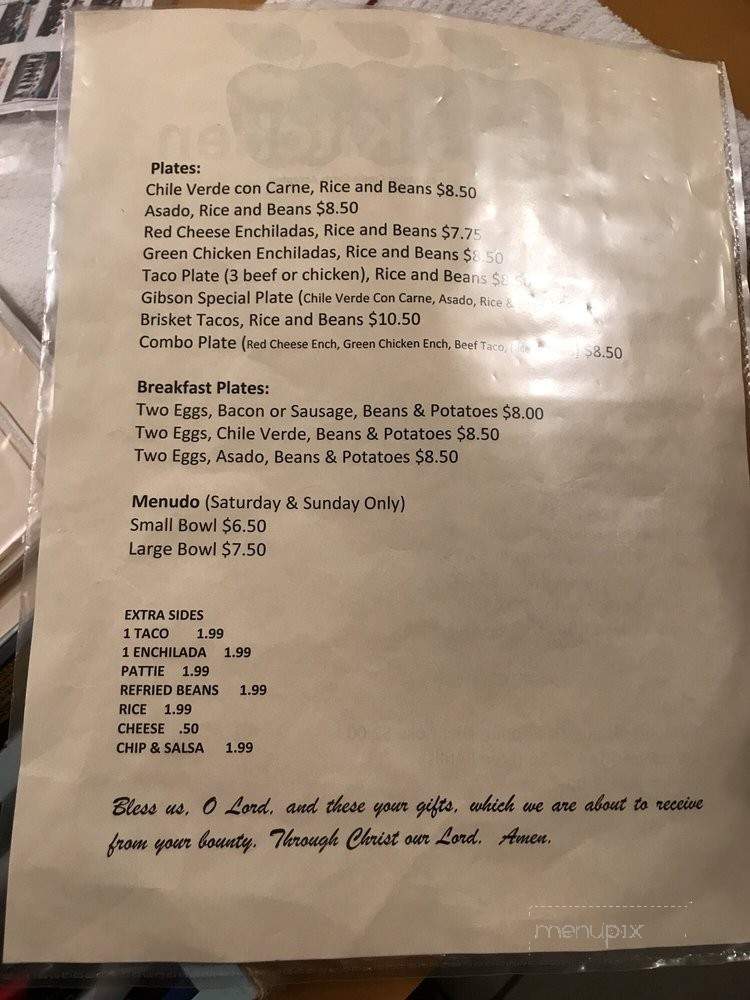 Plates:
Chile Verde con Carne, Rice and Beans $8.50
Asado, Rice and Beans $8.50
Red Cheese Enchiladas, Rice and Beans $7.75
Green Chicken Enchiladas, Rice and Beans $8.50
Taco Plate (3 beef or chicken), Rice and Beans
Gibson Special Plate (Chile Verde Con Carne, Asado, Rice &
Brisket Tacos, Rice and Beans $10.50
Combo Plate (Red Cheese Ench, Green Chicken Ench, Beef Taco, $8.50
Breakfast Plates:
Two Eggs, Bacon or Sausage, Beans & Potatoes $8.00
Two Eggs, Chile Verde, Beans & Potatoes $8.50
Two Eggs, Asado, Beans & Potatoes $8.50
Menudo (Saturday & Sunday Only)
Small Bowl $6.50
Large Bowl $7.50
EXTRA SIDES
1 TACO 1.99
1 ENCHILADA 1.99
PATTIE 1.99
REFRIED BEANS 1.99
RICE 1.99
CHEESE .50
CHIP & SALSA 1.99
Bless us, O Lord, and these your gifts, which we are about to receive
from your bounty. Through Christ our Lord. Amen.
menupix